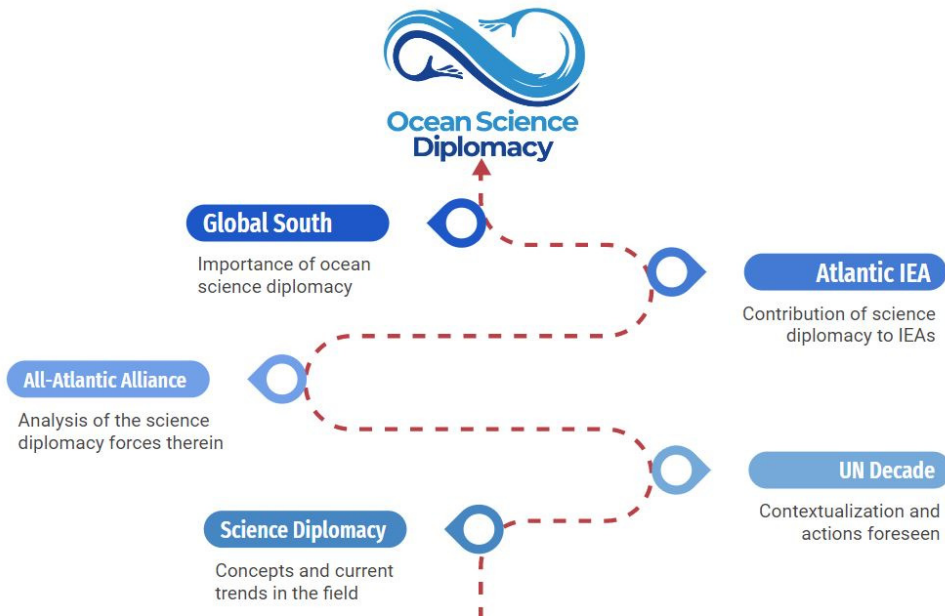 Ocean Science
Diplomacy
Global South
Importance of ocean
science diplomacy
Atlantic IEA
Contribution of science
diplomacy to IEAs
All-Atlantic Alliance
Analysis of the science
diplomacy forces therein
UN Decade
Contextualization and
actions foreseen
Science Diplomacy
Concepts and current
trends in the field